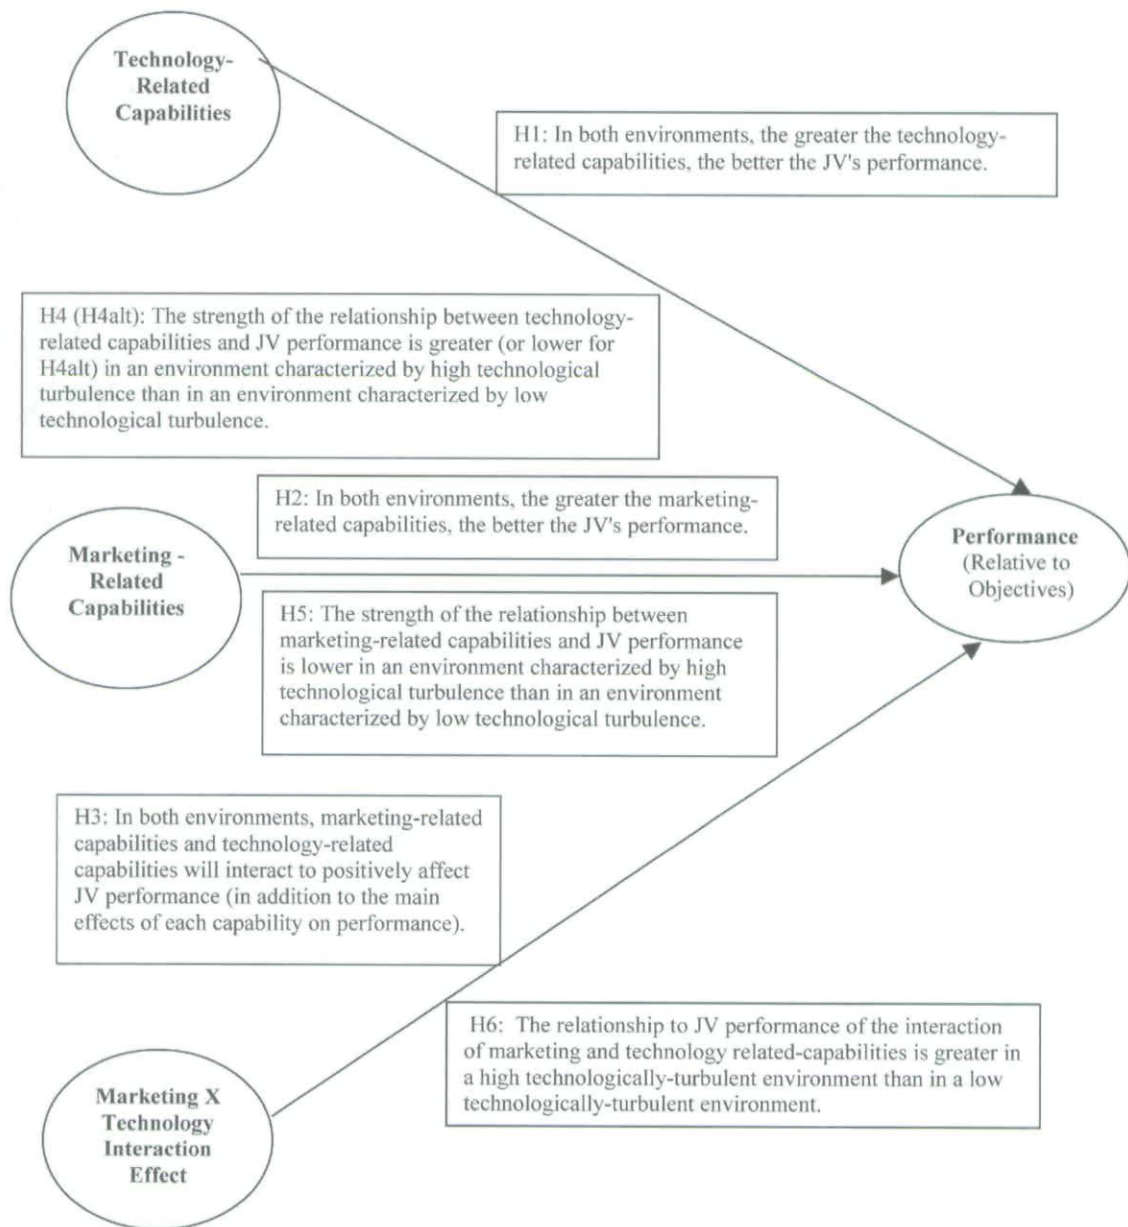 Technology-
Related
Capabilities
H1: In both environments, the greater the technology-
related capabilities, the better the JV's performance.
H4 (H4alt): The strength of the relationship between technology-
related capabilities and JV performance is greater (or lower for
H4alt) in an environment characterized by high technological
turbulence than in an environment characterized by low
technological turbulence.
H2: In both environments, the greater the marketing-
related capabilities, the better the JV's performance.
Marketing -
Related
Capabilities
Performance
(Relative to
Objectives)
H5: The strength of the relationship between
marketing-related capabilities and JV performance
is lower in an environment characterized by high
technological turbulence than in an environment
characterized by low technological turbulence.
H3: In both environments, marketing-related
capabilities and technology-related
capabilities will interact to positively affect
JV performance (in addition to the main
effects of each capability on performance).
H6: The relationship to JV performance of the interaction
of marketing and technology related-capabilities is greater in
a high technologically-turbulent environment than in a low
technologically-turbulent environment.
Marketing X
Technology
Interaction
Effect